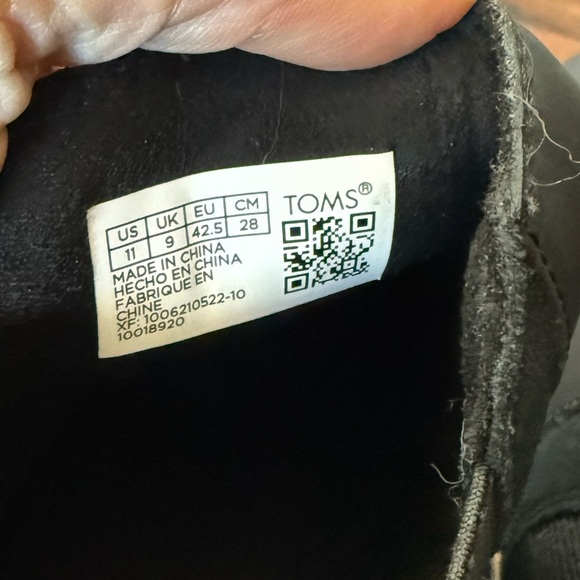 US UK EU CM
11 9 42.5 28
TOMS®
MADE IN CHINA
HECHO EN CHINA
FABRIQUE EN
CHINE
XF: 1006210522-10
10018920